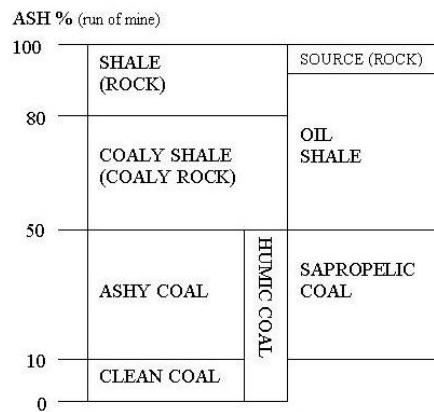 ASH % (run of mine)
100
SHALE
(ROCK)
SOURCE (ROCK)
80
COALY SHALE
(COALY ROCK)
OIL
SHALE
50
ASHY COAL
HUMIC COAL
SAPROPELIC
COAL
10
CLEAN COAL
0